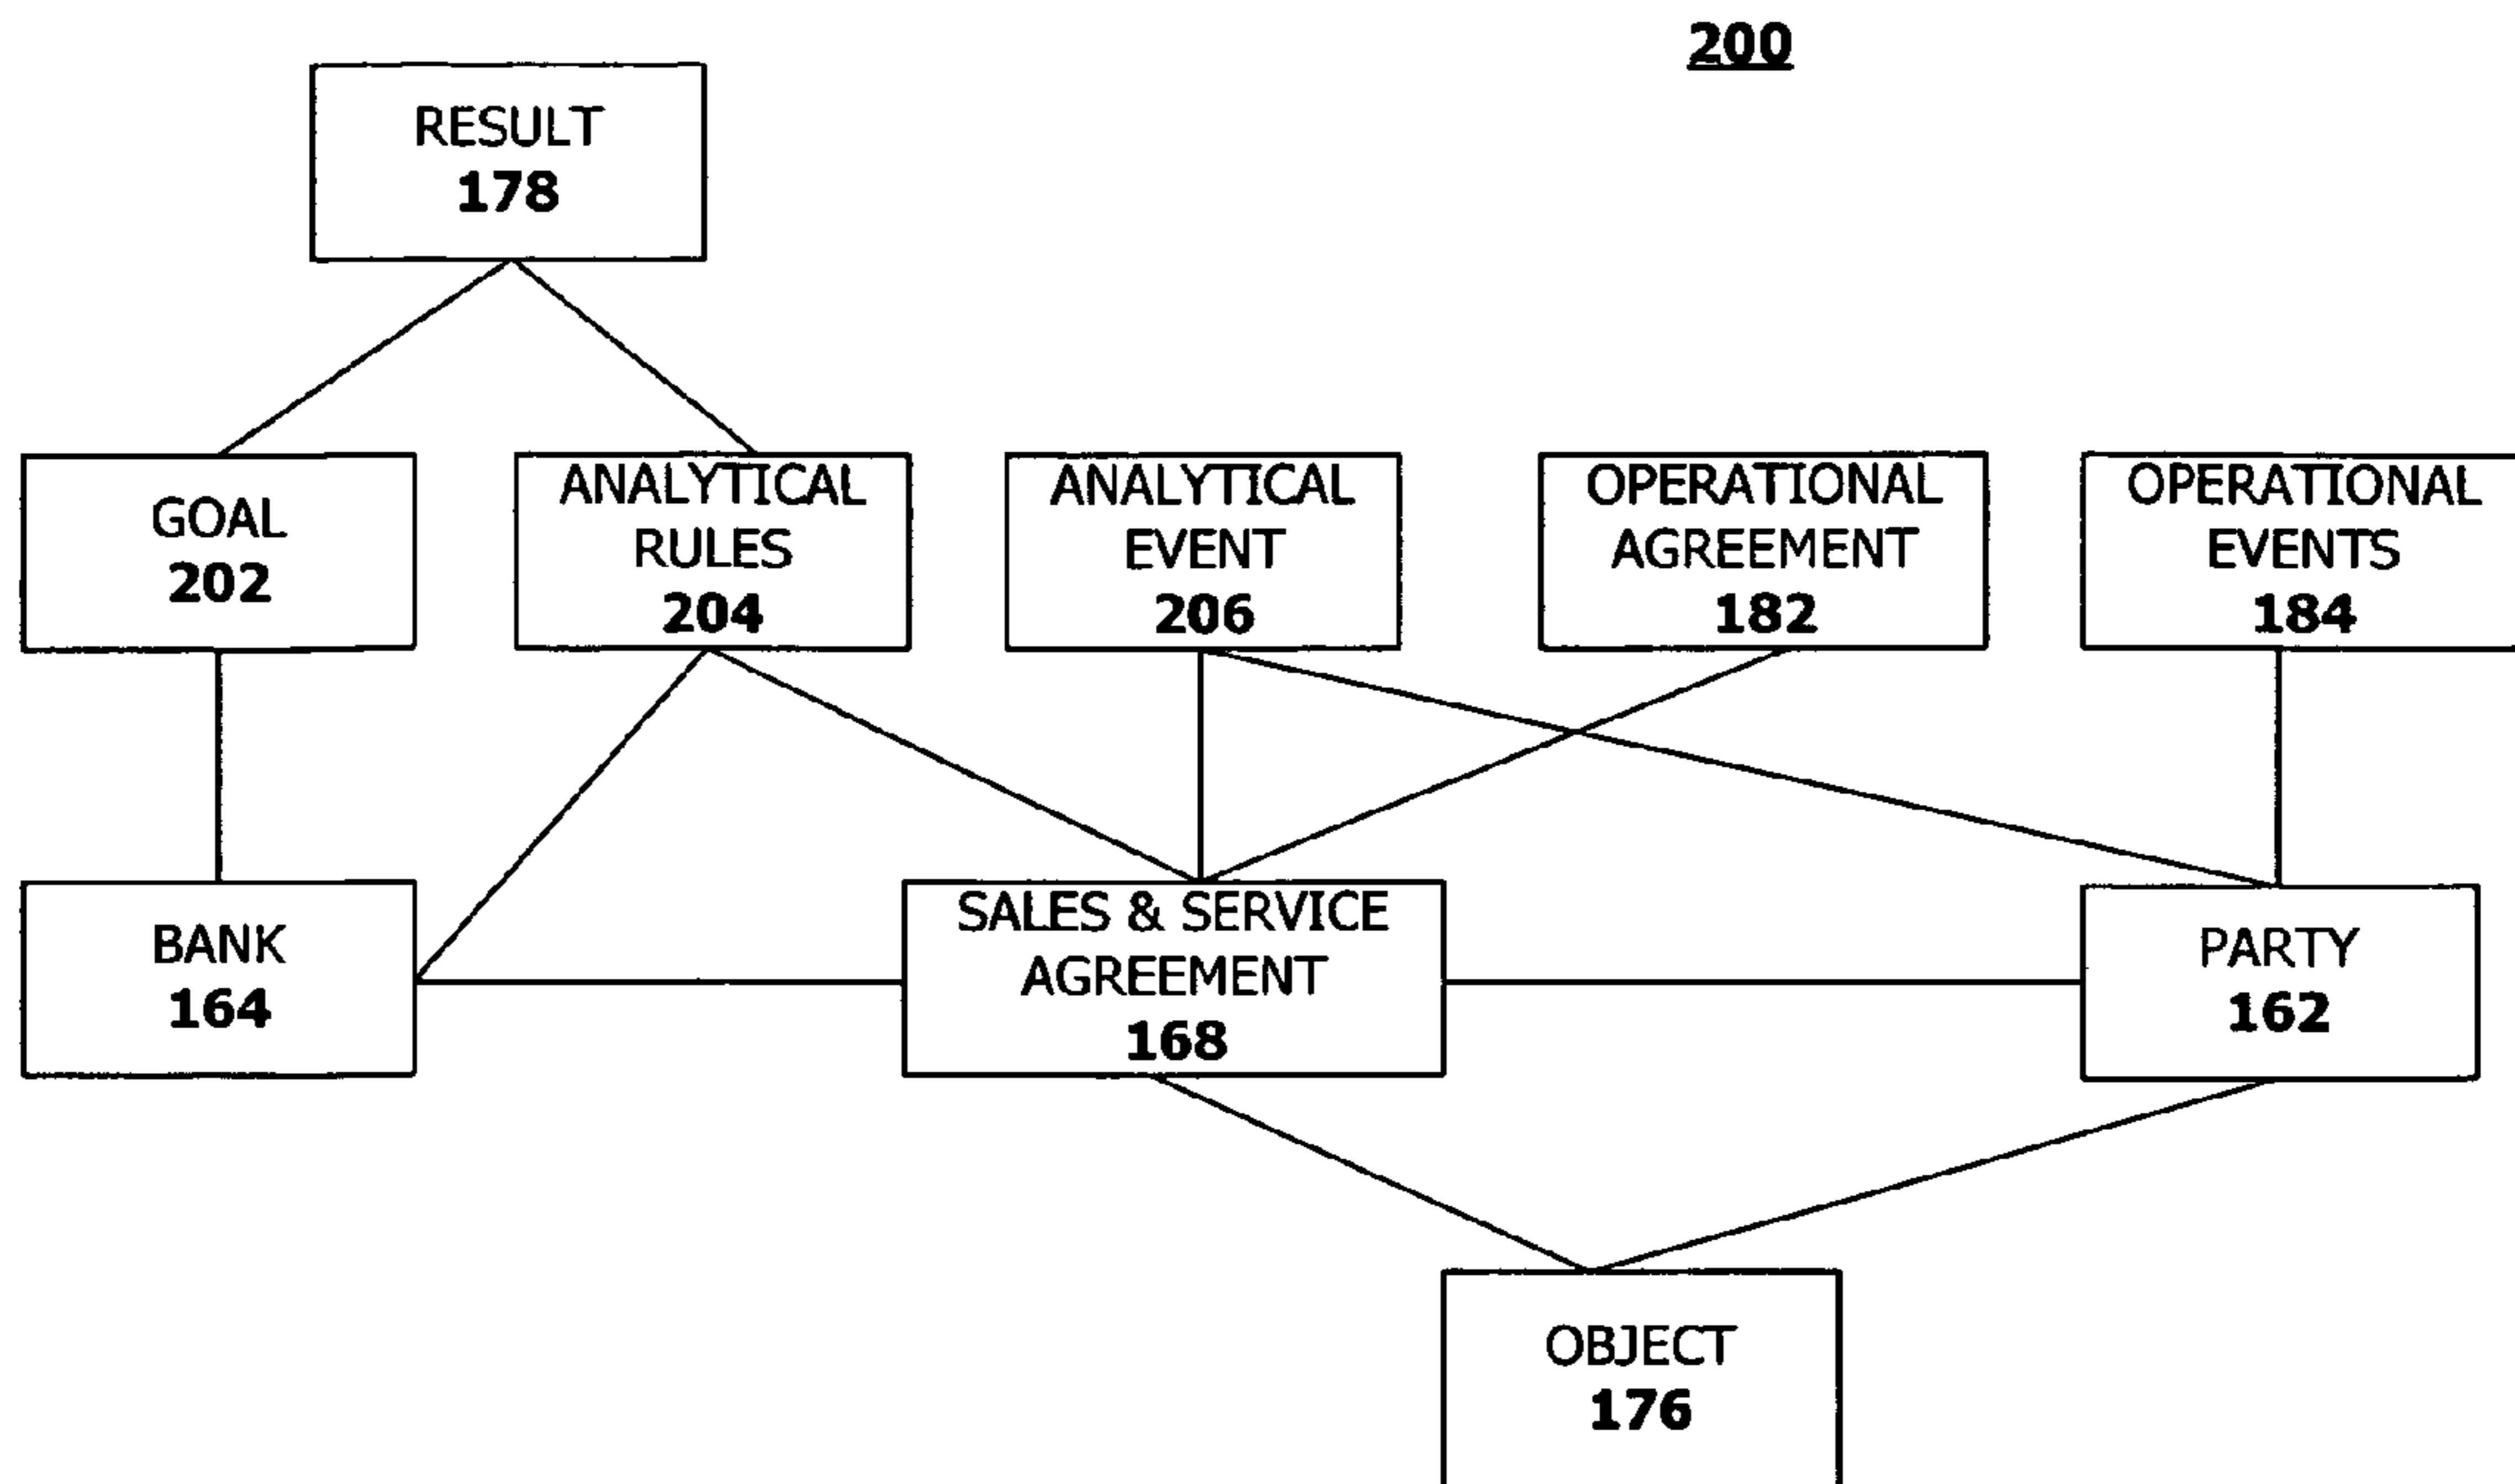 200
RESULT
178
GOAL
202
ANALYTICAL
RULES
204
ANALYTICAL
EVENT
206
OPERATIONAL
AGREEMENT
182
OPERATIONAL
EVENTS
184
BANK
164
SALES & SERVICE
AGREEMENT
168
PARTY
162
OBJECT
176